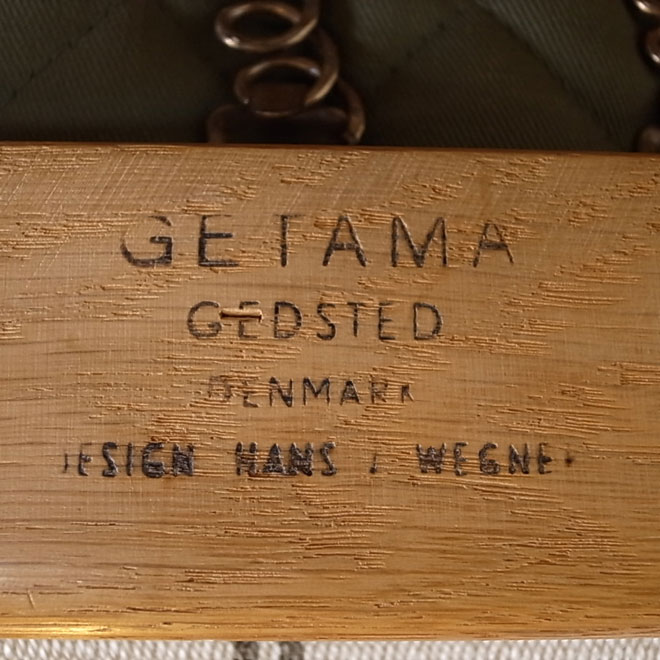 GETAMA
GEDSTED
DENMARK
DESIGN HANS J WEGNER